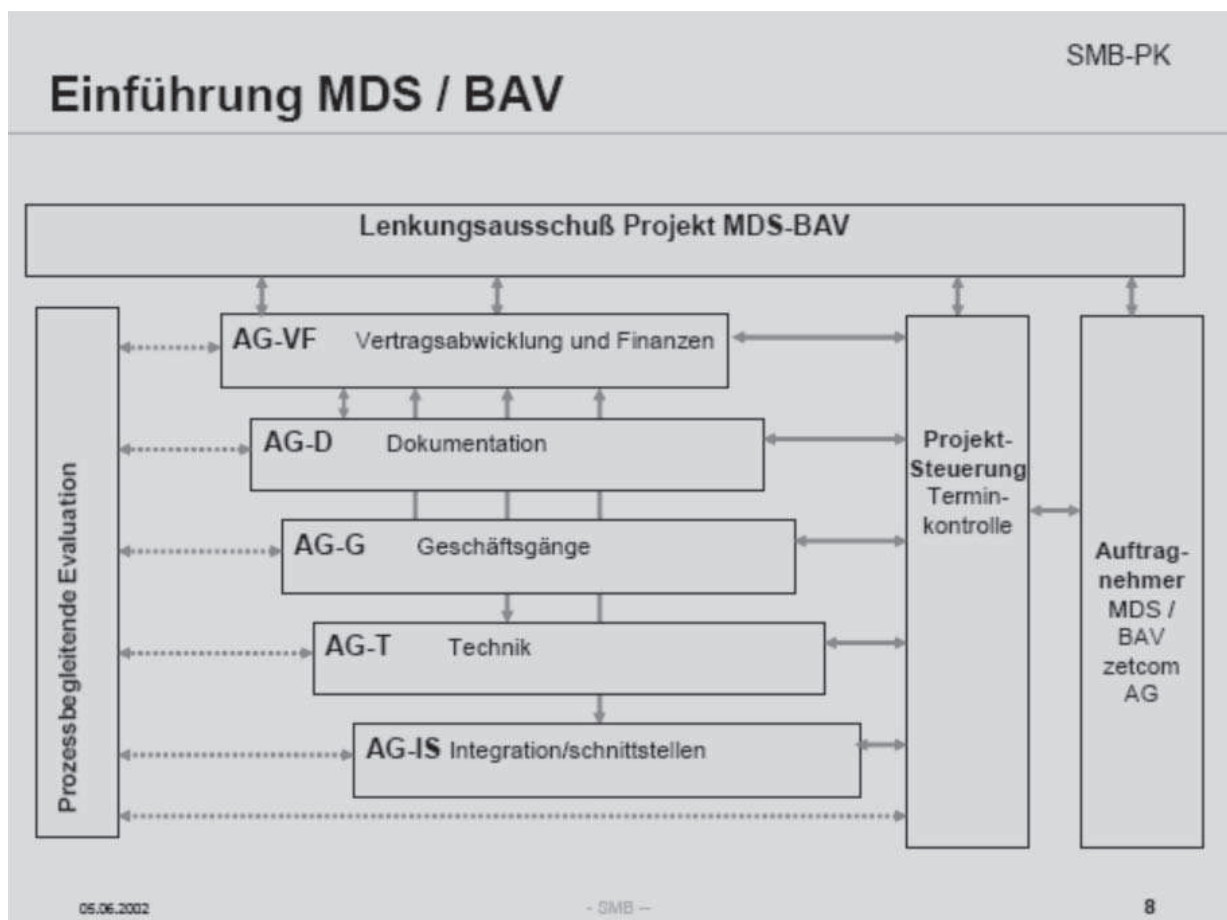 SMB-PK
Einführung MDS / BAV
Lenkungsausschuß Projekt MDS-BAV
Prozessbegleitende Evaluation
AG-VF Vertragsabwicklung und Finanzen
AG-D Dokumentation
AG-G Geschäftsgänge
AG-T Technik
AG-IS Integration/schnittstellen
Projekt-
Steuerung
Termin-
kontrolle
Auftrag-
nehmer
MDS /
BAV
zetcom
AG
05.06.2002
- SMB --
8